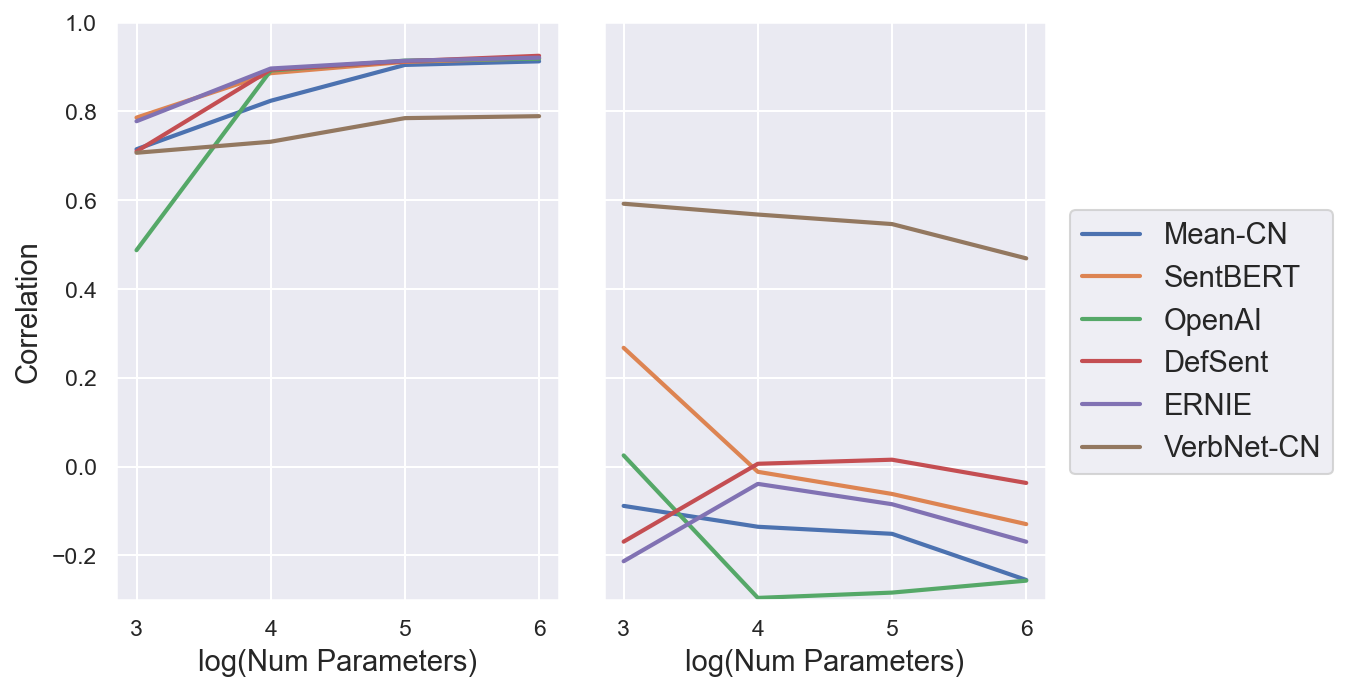 1.0
0.8
0.6
0.4
0.2
0.0
−0.2
Correlation
3 4 5 6
log(Num Parameters)
3 4 5 6
log(Num Parameters)
Mean-CN
SentBERT
OpenAI
DefSent
ERNIE
VerbNet-CN